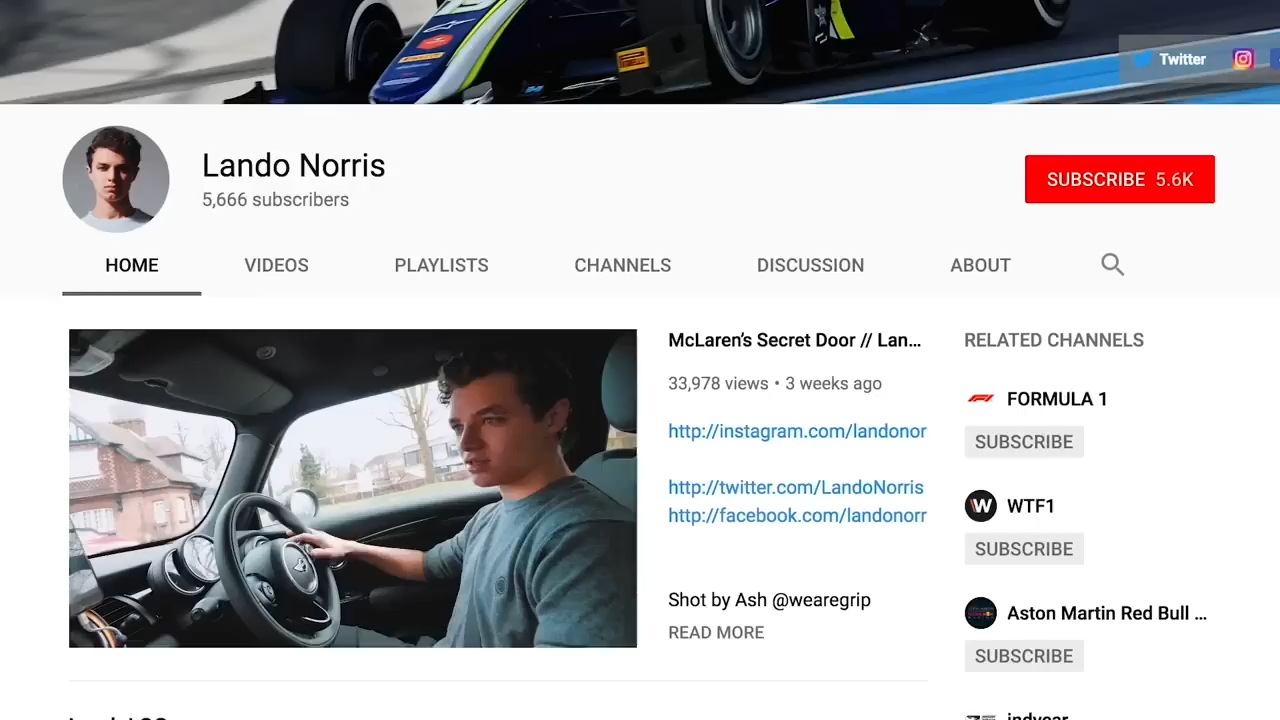 Twitter
Lando Norris
5,666 subscribers
SUBSCRIBE 5.6K
HOME
VIDEOS
PLAYLISTS
CHANNELS
DISCUSSION
ABOUT
McLaren's Secret Door // Lan...
33,978 views • 3 weeks ago
http://instagram.com/landonor
http://twitter.com/LandoNorris
http://facebook.com/landonorr
Shot by Ash @wearegrip
READ MORE
RELATED CHANNELS
FORMULA 1
SUBSCRIBE
WTF1
SUBSCRIBE
Aston Martin Red Bull ...
SUBSCRIBE
indycar